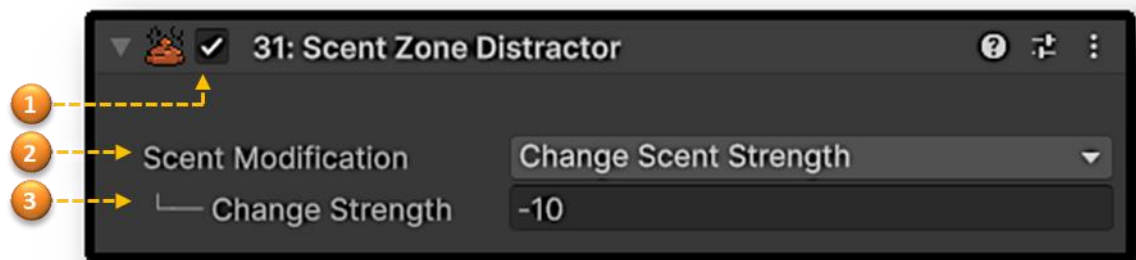 31: Scent Zone Distractor
1
2
Scent Modification
Change Scent Strength
3
Change Strength
-10